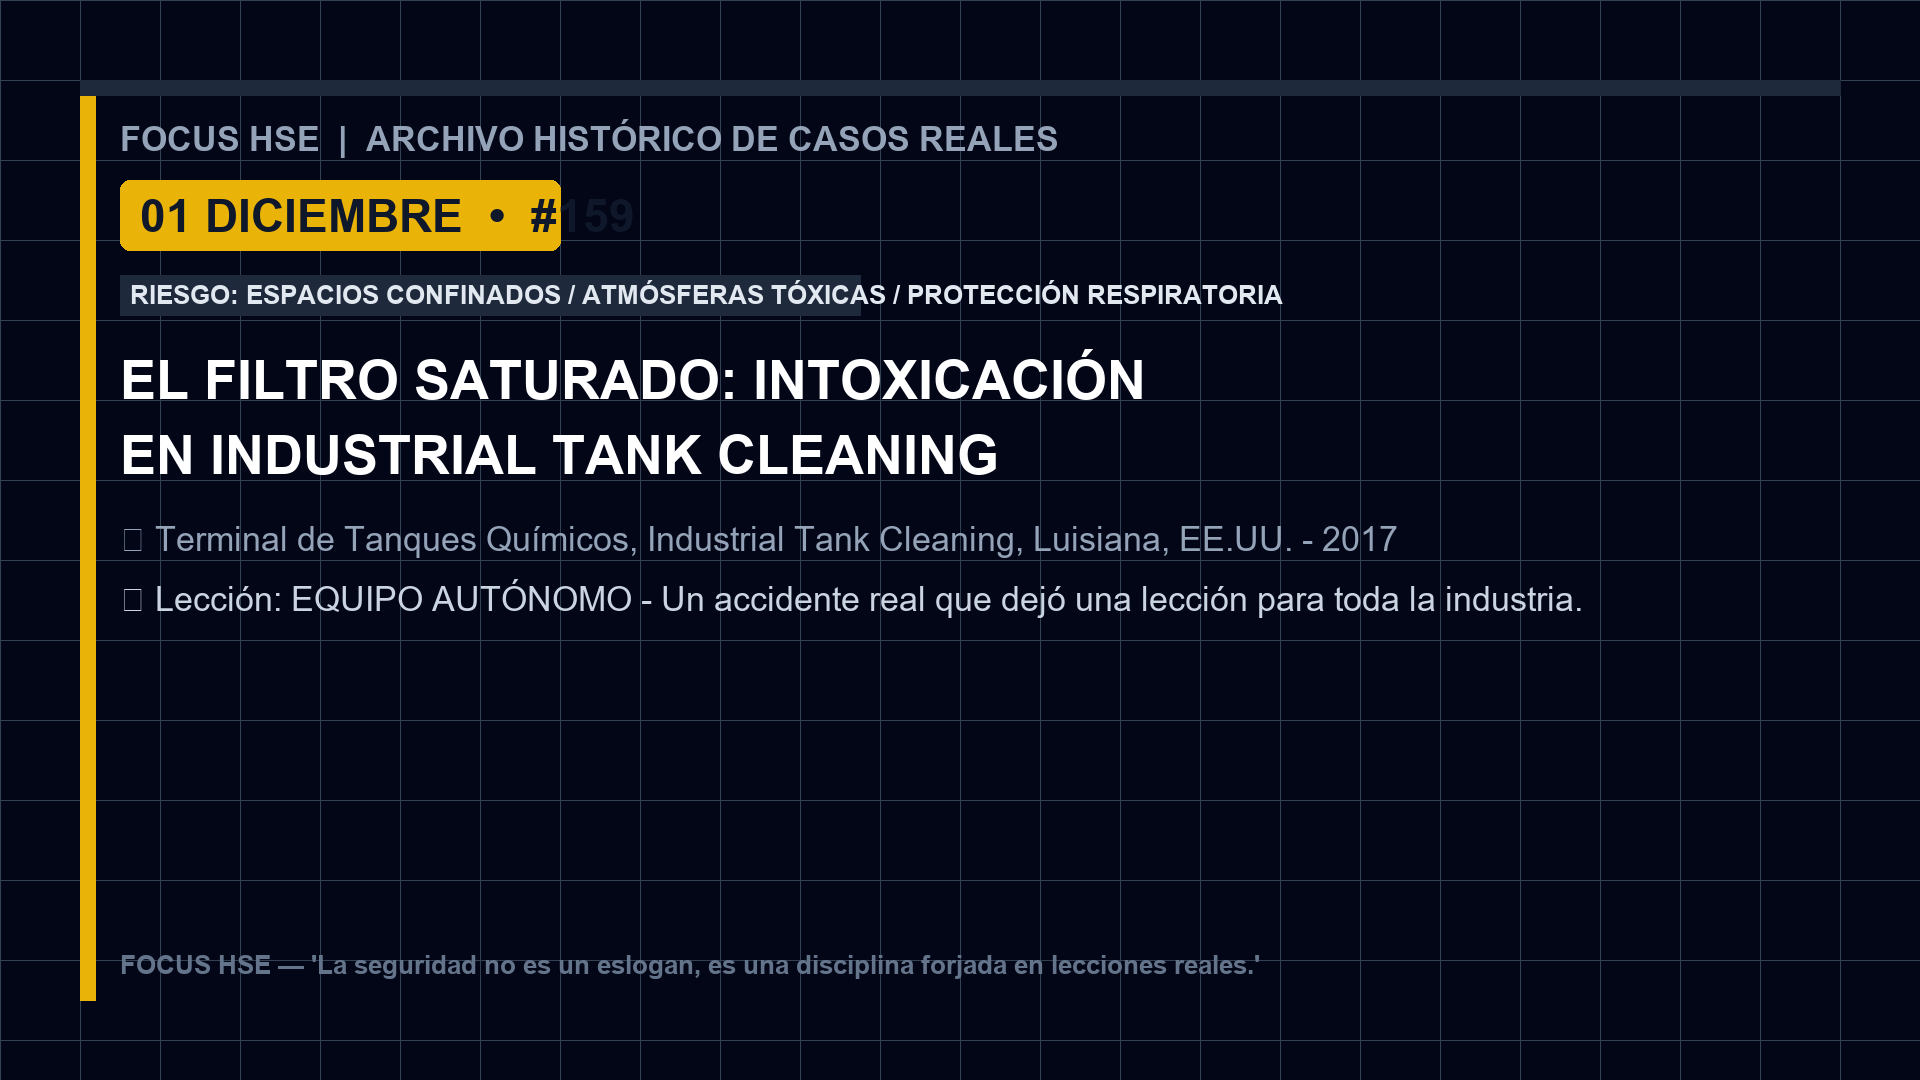 FOCUS HSE | ARCHIVO HISTÓRICO DE CASOS REALES
01 DICIEMBRE • #159
RIESGO: ESPACIOS CONFINADOS / ATMÓSFERAS TÓXICAS / PROTECCIÓN RESPIRATORIA
EL FILTRO SATURADO: INTOXICACIÓN
EN INDUSTRIAL TANK CLEANING
Terminal de Tanques Químicos, Industrial Tank Cleaning, Luisiana, EE.UU. - 2017
Lección: EQUIPO AUTÓNOMO - Un accidente real que dejó una lección para toda la industria.
FOCUS HSE — 'La seguridad no es un eslogan, es una disciplina forjada en lecciones reales.'